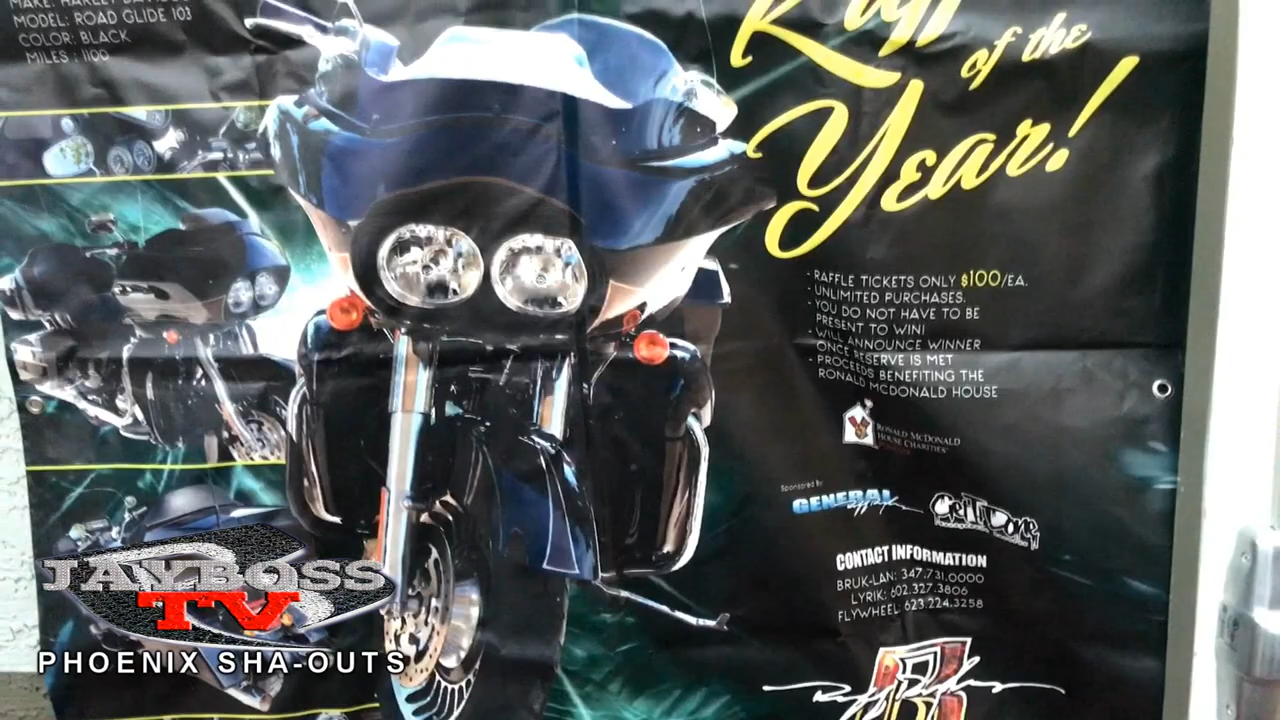 MODEL: ROAD GLIDE 103
COLOR: BLACK
MILES : 1100
of the
Year!
- RAFFLE TICKETS ONLY $100/EA.
- UNLIMITED PURCHASES.
- YOU DO NOT HAVE TO BE
PRESENT TO WIN!
- WILL ANNOUNCE WINNER
ONCE RESERVE IS MET
- PROCEEDS BENEFITING THE
RONALD MCDONALD HOUSE
RONALD MCDONALD
HOUSE CHARITIES
Sponsored by
GENERAL
CONTACT INFORMATION
BRUK-LAN: 347.731.0000
LYRIK: 602.327.3806
FLYWHEEL: 623.224.3258
JAYBOSS
TV
PHOENIX SHA-OUTS